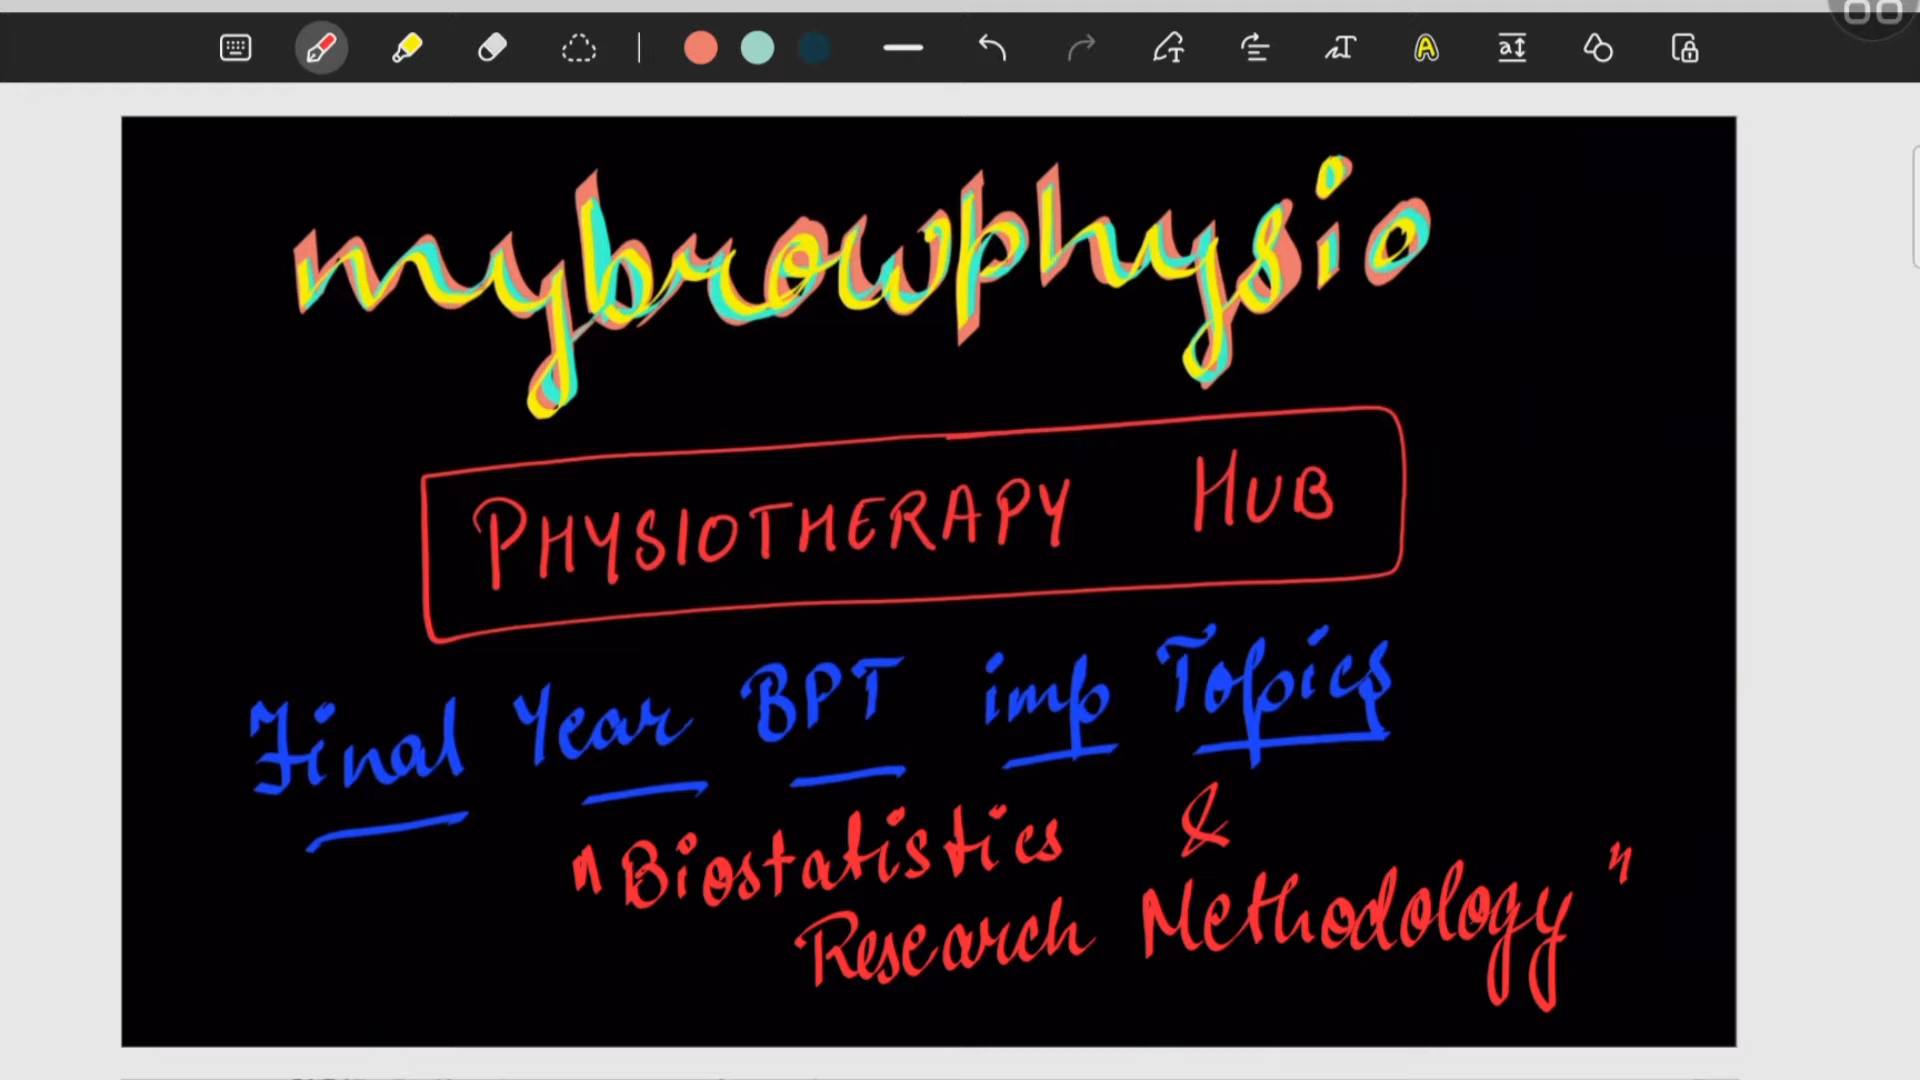 mybrowphysio
PHYSIOTHERAPY HUB
Final Year BPT imp Topics
"Biostatistics &
Research Methodology"